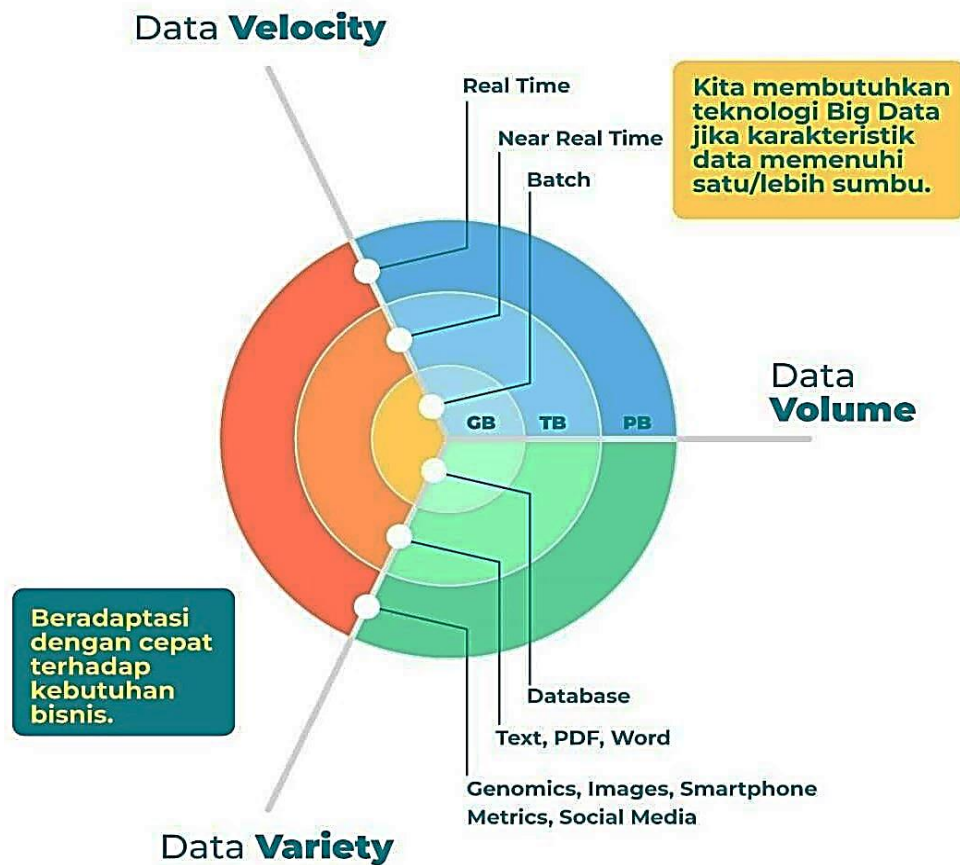 Data Velocity
Real Time
Near Real Time
Batch
Kita membutuhkan
teknologi Big Data
jika karakteristik
data memenuhi
satu/lebih sumbu.
Data
Volume
GB TB PB
Beradaptasi
dengan cepat
terhadap
kebutuhan
bisnis.
Database
Text, PDF, Word
Genomics, Images, Smartphone
Metrics, Social Media
Data Variety